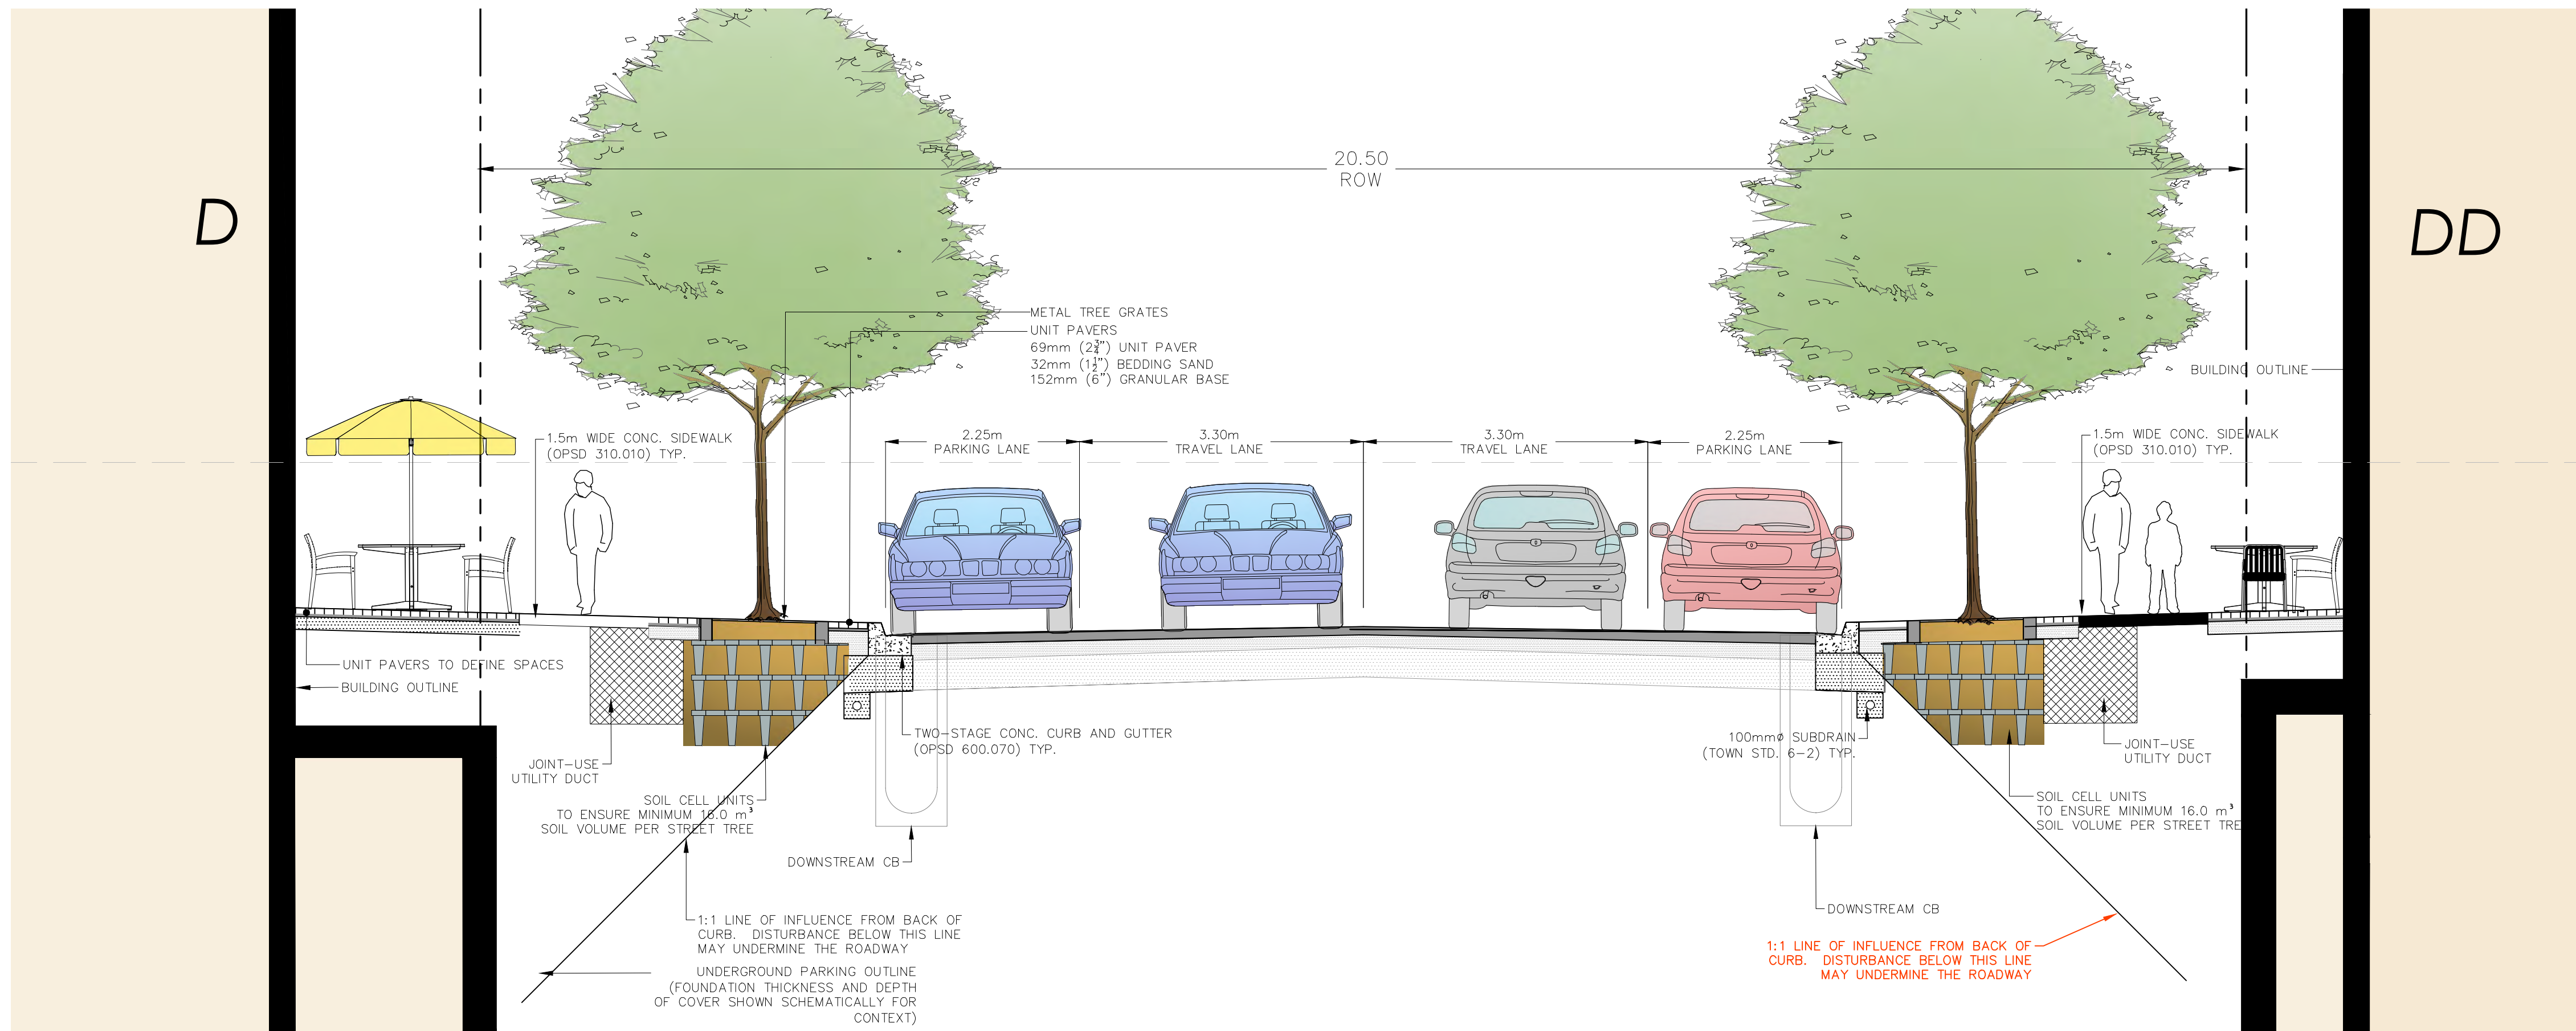 20.50
ROW
D
DD
METAL TREE GRATES
UNIT PAVERS
69mm (2¾") UNIT PAVER
32mm (1½") BEDDING SAND
152mm (6") GRANULAR BASE
BUILDING OUTLINE
1.5m WIDE CONC. SIDEWALK
(OPSD 310.010) TYP.
2.25m
PARKING LANE
3.30m
TRAVEL LANE
3.30m
TRAVEL LANE
2.25m
PARKING LANE
1.5m WIDE CONC. SIDEWALK
(OPSD 310.010) TYP.
UNIT PAVERS TO DEFINE SPACES
BUILDING OUTLINE
TWO-STAGE CONC. CURB AND GUTTER
(OPSD 600.070) TYP.
100mmø SUBDRAIN
(TOWN STD. 6-2) TYP.
JOINT-USE
UTILITY DUCT
JOINT-USE
UTILITY DUCT
SOIL CELL UNITS
TO ENSURE MINIMUM 16.0 m³
SOIL VOLUME PER STREET TREE
SOIL CELL UNITS
TO ENSURE MINIMUM 16.0 m³
SOIL VOLUME PER STREET TRE
DOWNSTREAM CB
DOWNSTREAM CB
1:1 LINE OF INFLUENCE FROM BACK OF
CURB. DISTURBANCE BELOW THIS LINE
MAY UNDERMINE THE ROADWAY
1:1 LINE OF INFLUENCE FROM BACK OF
CURB. DISTURBANCE BELOW THIS LINE
MAY UNDERMINE THE ROADWAY
UNDERGROUND PARKING OUTLINE
(FOUNDATION THICKNESS AND DEPTH
OF COVER SHOWN SCHEMATICALLY FOR
CONTEXT)